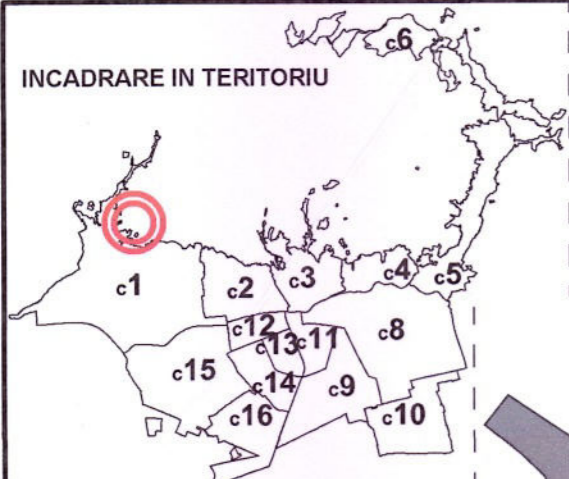 c6
INCADRARE IN TERITORIU
c1
c2
c3
c4
c5
c12
c13
c11
c8
c15
c14
c9
c16
c10